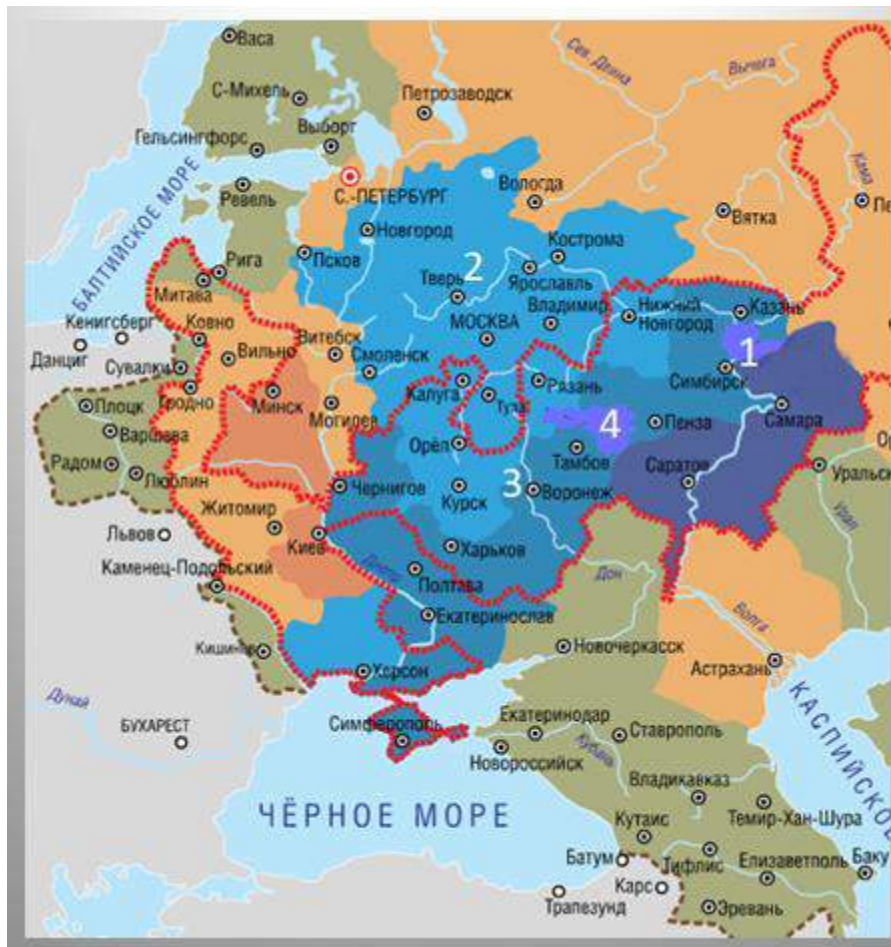 Васа
С-Михель
Петрозаводск
Сев. Двина
Вычега
Гельсингфорс
Выборг
Ревель
С.-ПЕТЕРБУРГ
Вологда
Вятка
Кама
БАЛТИЙСКОЕ МОРЕ
Новгород
Псков
Рига
Кострома
2
Тверь
Ярославль
Митава
Владимир
Нижний
Новгород
Казань
Кенигсберг
Ковно
Витебск
МОСКВА
1
Данциг
Сувалки
Вильно
Смоленск
Симбирск
Гродно
Минск
Калуга
Тула
Рязань
Самара
Плоцк
Могилев
4
Пенза
Варшава
Орёл
Тамбов
Радом
Люблин
Чернигов
Курск
3
Воронеж
Саратов
Уральск
Житомир
Урал
Львов
Киев
Харьков
Каменец-Подольский
Днепр
Полтава
Дон
Волга
Екатеринослав
Кишинев
Новочеркасск
Астрахань
Херсон
Дунай
БУХАРЕСТ
Симферополь
Екатеринодар
Ставрополь
Кубань
Новороссийск
КАСПИЙСКОЕ
Владикавказ
ЧЁРНОЕ МОРЕ
Темир-Хан-Шура
Кутаис
Батум
Тифлис
Елизаветполь
Баку
Карс
Трапезунд
Эревань